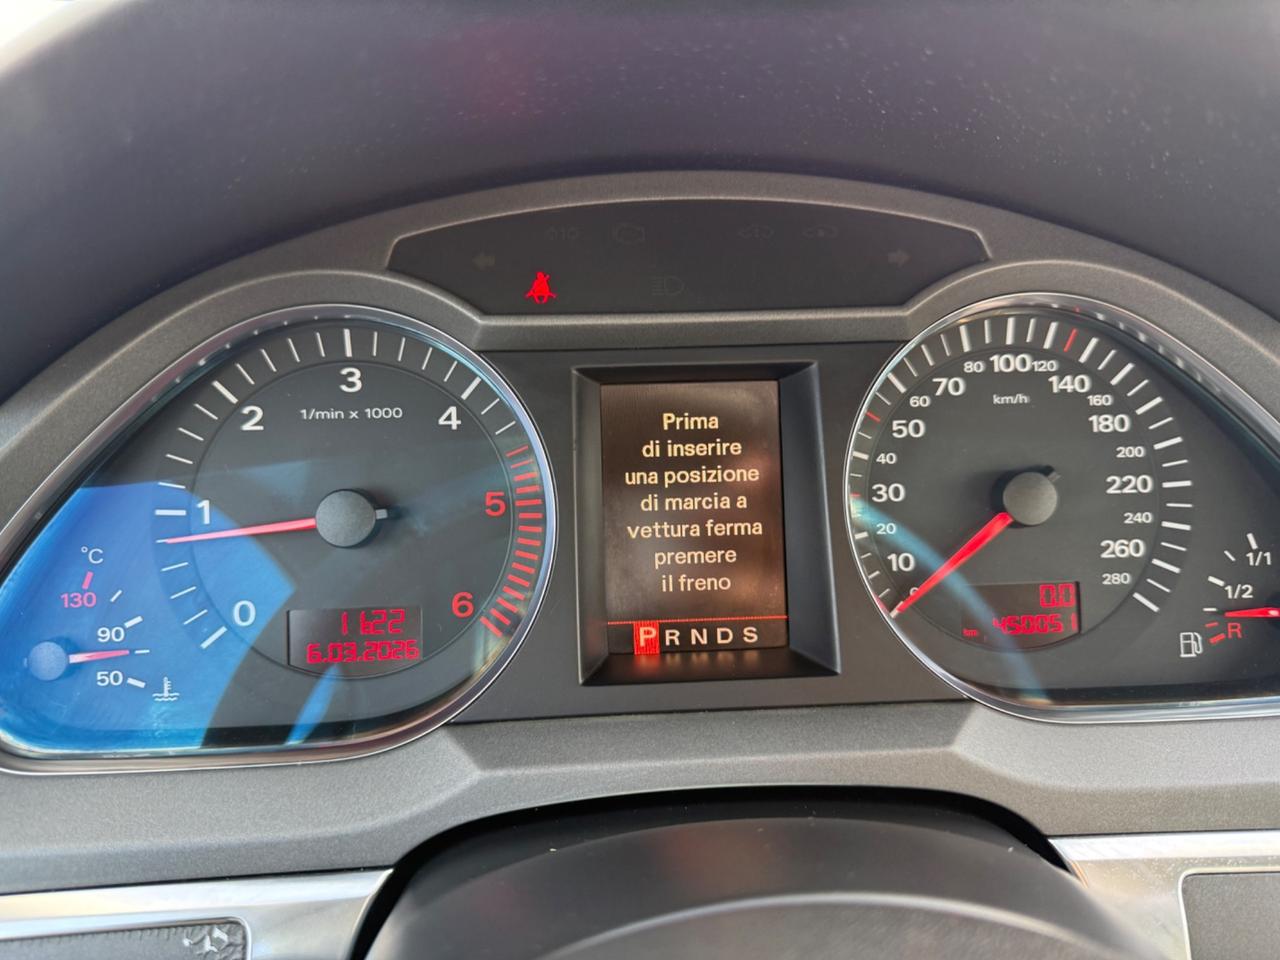 3
2
4
1/min x 1000
1
5
0
6
°C
130
90
50
11:22
6.03.2026
Prima
di inserire
una posizione
di marcia a
vettura ferma
premere
il freno
P R N D S
80 100 120
70 140
60 km/h 160
50 180
40 200
30 220
20 240
10 260
280
0.0
km 450051
1/1
1/2
R